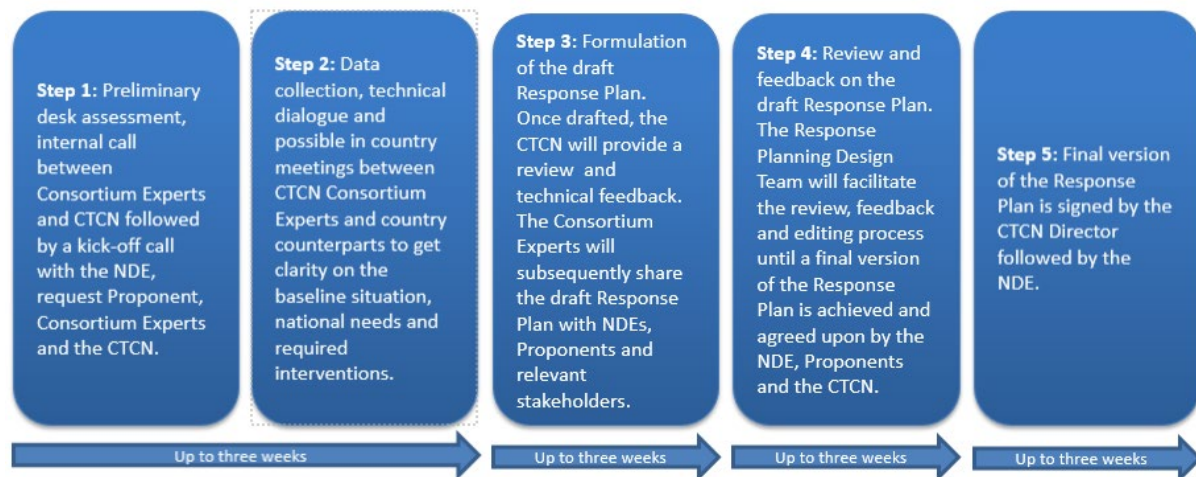 Step 1: Preliminary
desk assessment,
internal call
between
Consortium Experts
and CTCN followed
by a kick-off call
with the NDE,
request Proponent,
Consortium Experts
and the CTCN.
Step 2: Data
collection, technical
dialogue and
possible in country
meetings between
CTCN Consortium
Experts and country
counterparts to get
clarity on the
baseline situation,
national needs and
required
interventions.
Step 3: Formulation
of the draft
Response Plan.
Once drafted, the
CTCN will provide a
review and
technical feedback.
The Consortium
Experts will
subsequently share
the draft Response
Plan with NDEs,
Proponents and
relevant
stakeholders.
Step 4: Review and
feedback on the
draft Response Plan.
The Response
Planning Design
Team will facilitate
the review, feedback
and editing process
until a final version
of the Response
Plan is achieved and
agreed upon by the
NDE, Proponents
and the CTCN.
Step 5: Final version
of the Response
Plan is signed by the
CTCN Director
followed by the
NDE.
Up to three weeks
Up to three weeks
Up to three weeks
Up to three weeks